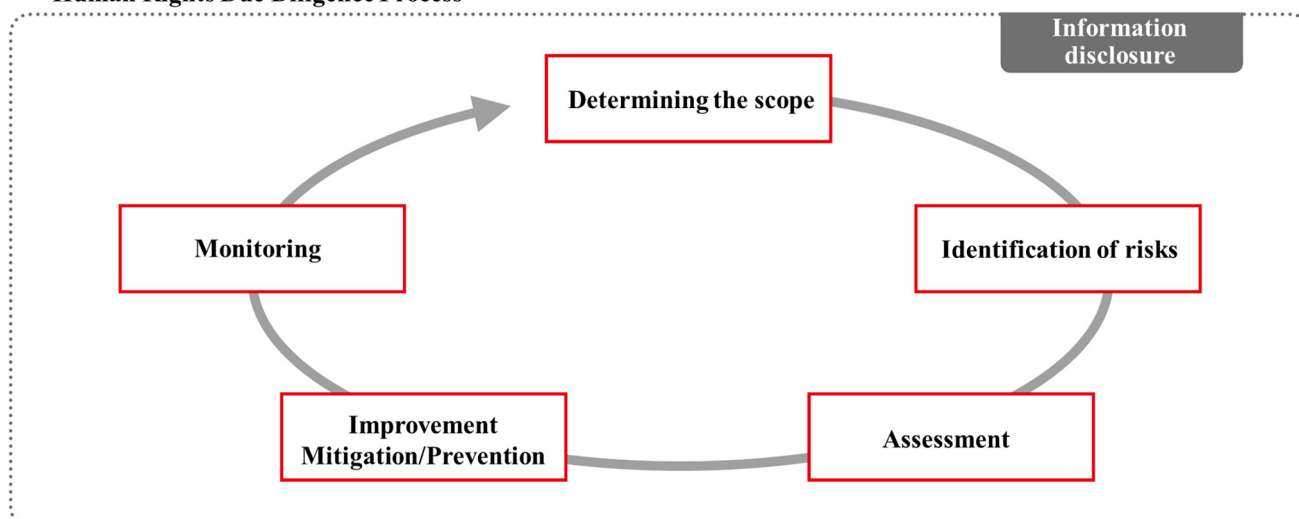 Human Rights Due Diligence Process
Information
disclosure
Determining the scope
Monitoring
Identification of risks
Improvement
Mitigation/Prevention
Assessment